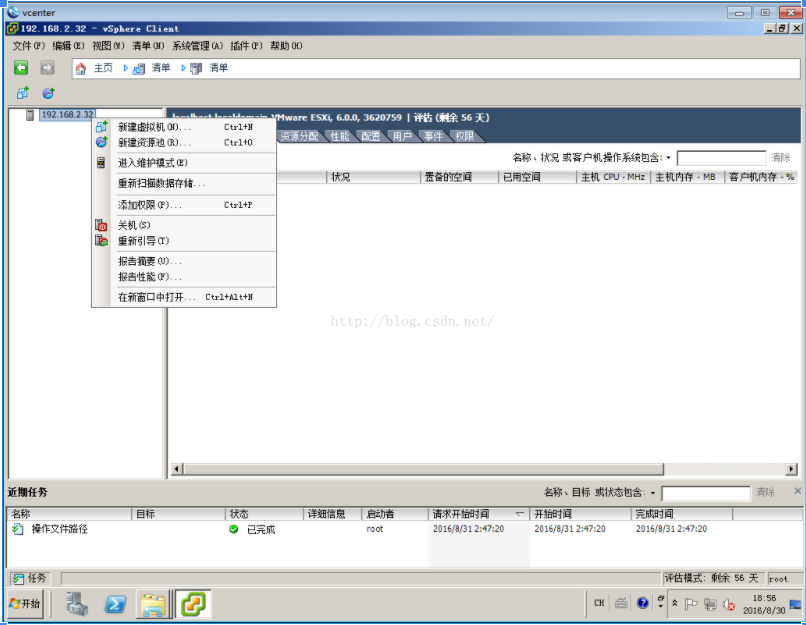 vcenter
192.168.2.32 - vSphere Client
文件(F) 编辑(E) 视图(V) 清单(N) 系统管理(A) 插件(P) 帮助(H)
主页 清单 清单
192.168.2.32
localhost.localdomain VMware ESXi, 6.0.0, 3620759 | 评估 (剩余 56 天)
资源分配 性能 配置 用户 事件 权限
名称、状况 或客户机操作系统包含: 清除
状况 置备的空间 已用空间 主机 CPU - MHz 主机内存 - MB 客户机内存 - %
新建虚拟机(N)... Ctrl+N
新建资源池(R)... Ctrl+O
进入维护模式(E)
重新扫描数据存储...
添加权限(P)... Ctrl+P
关机(S)
重新引导(T)
报告摘要(U)...
报告性能(P)...
在新窗口中打开... Ctrl+Alt+N
http://blog.csdn.net/
近期任务
名称、目标 或状态包含: 清除
名称 目标 状态 详细信息 启动者 请求开始时间 开始时间 完成时间
操作文件路径 已完成 root 2016/8/31 2:47:20 2016/8/31 2:47:20 2016/8/31 2:47:20
任务
评估模式: 剩余 56 天 root
开始
CH
18:56
2016/8/30